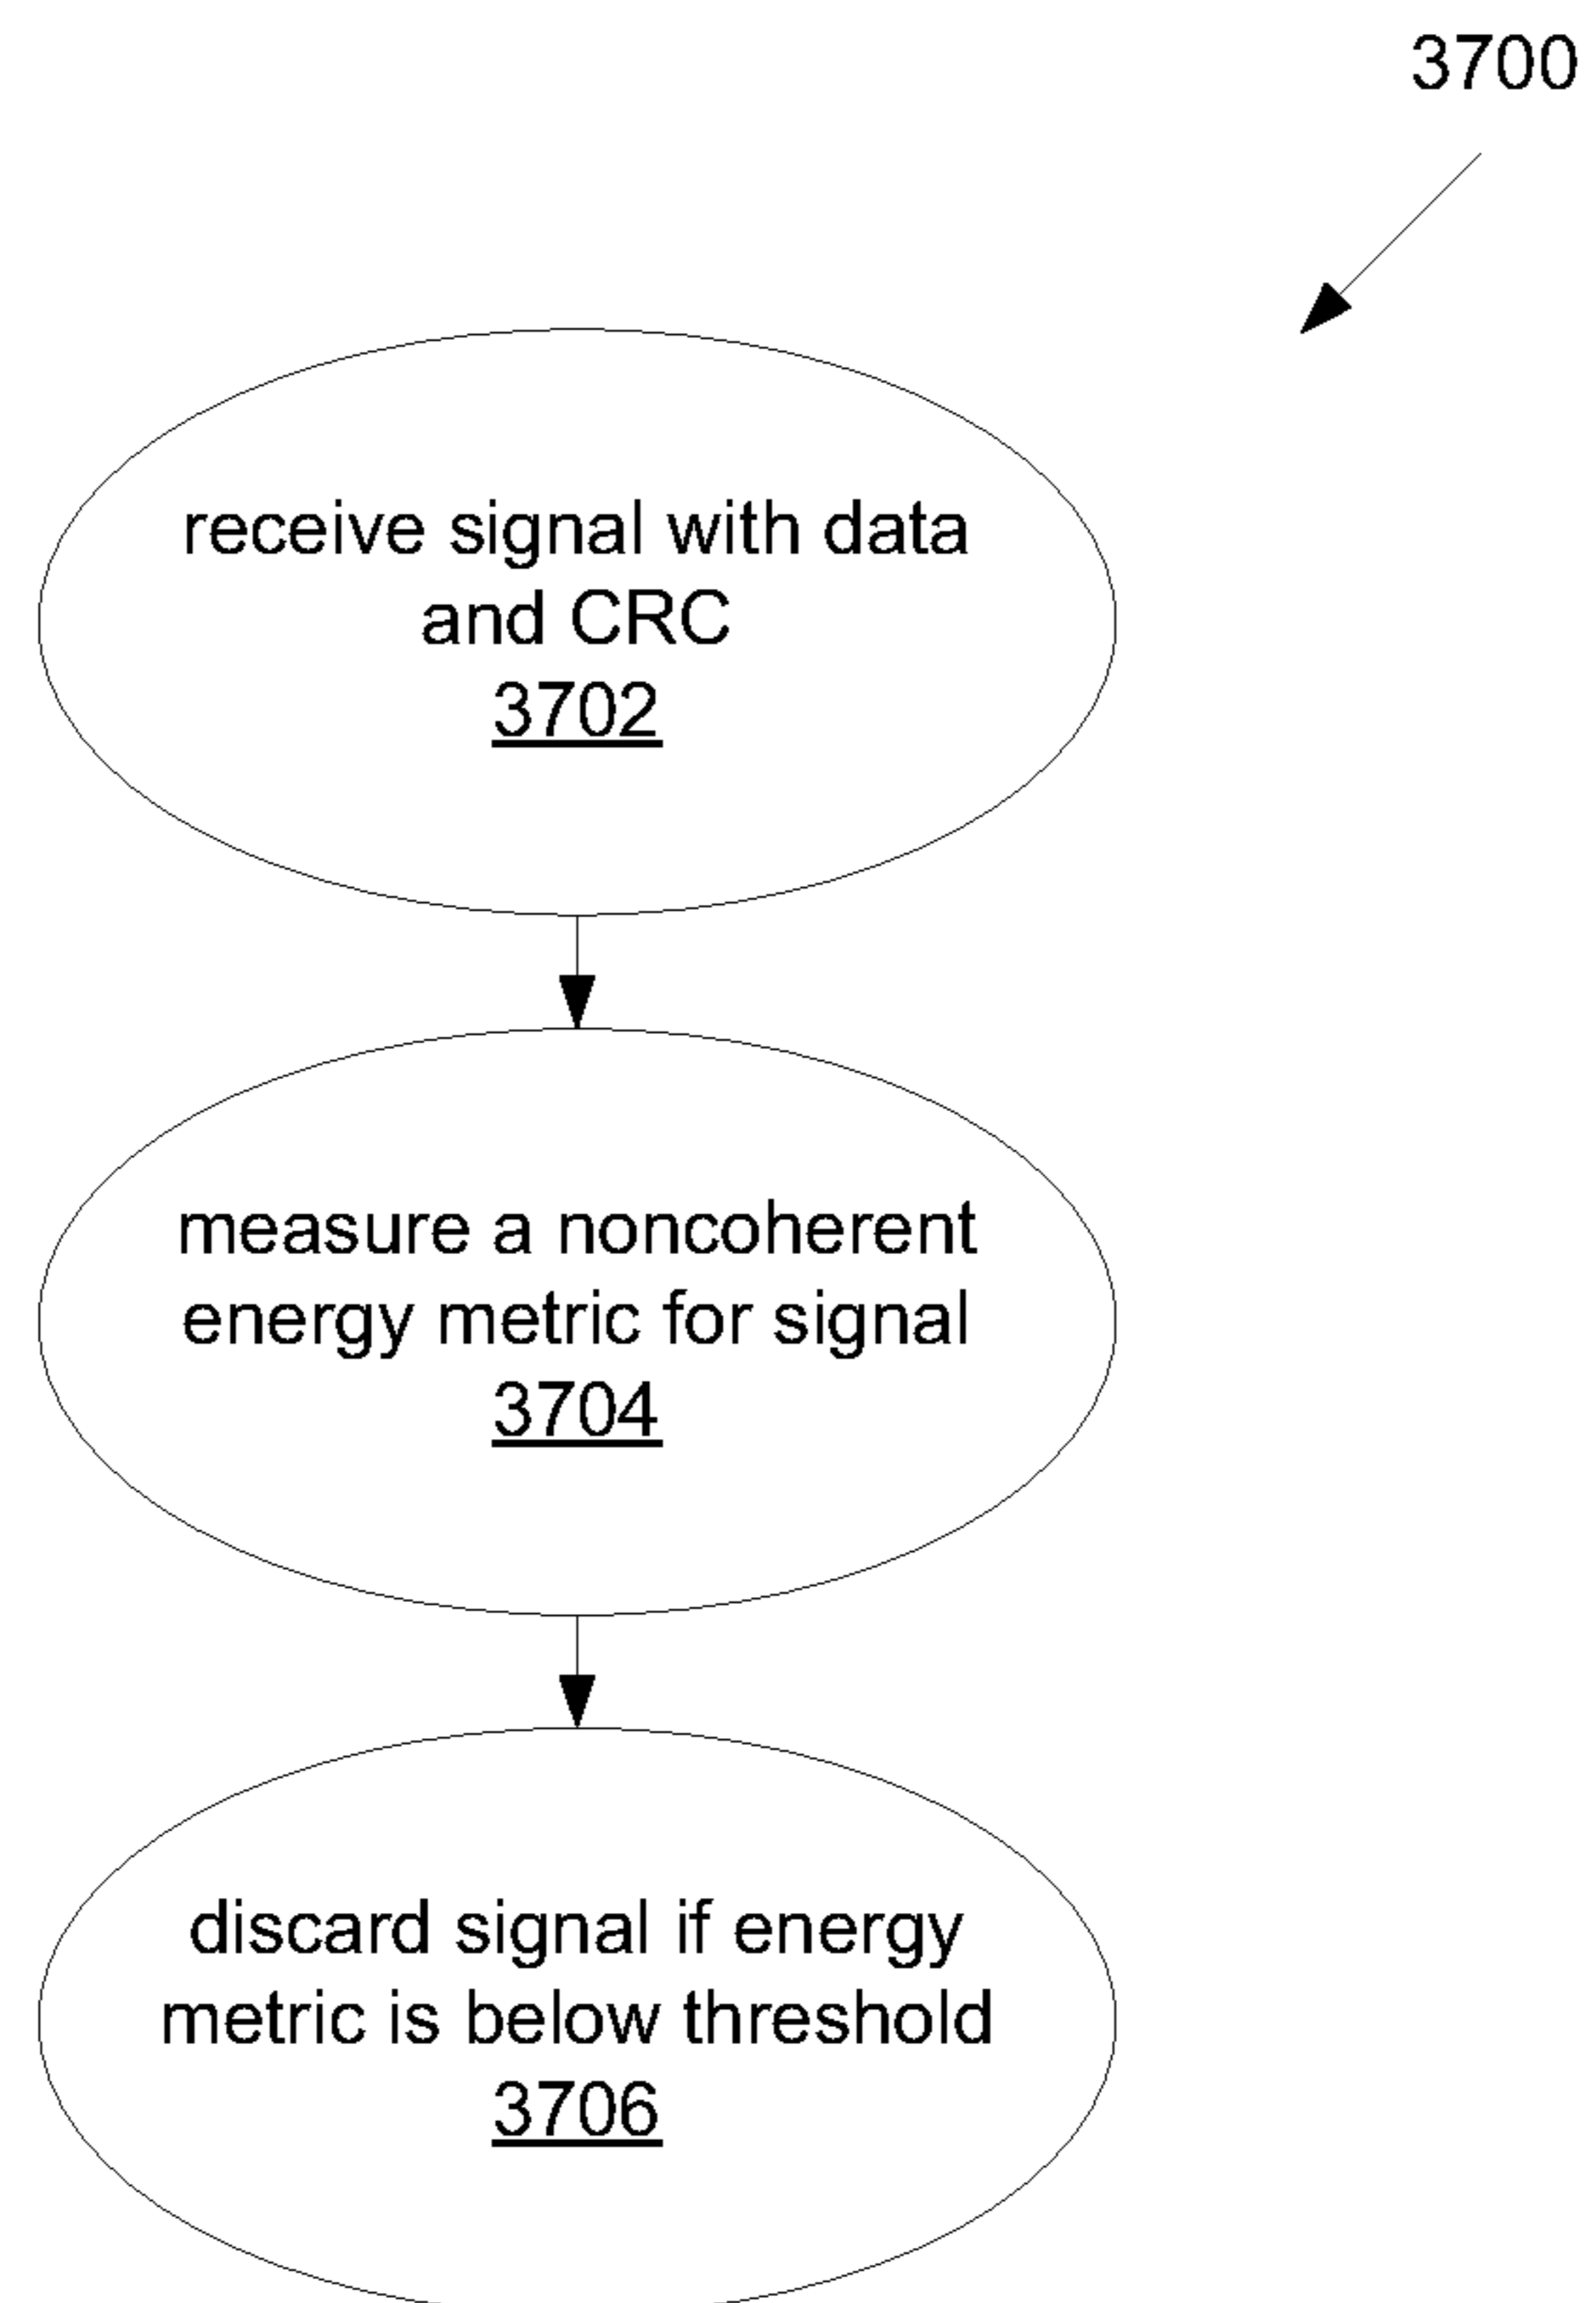 3700
receive signal with data
and CRC
3702
measure a noncoherent
energy metric for signal
3704
discard signal if energy
metric is below threshold
3706